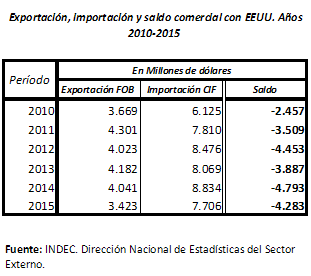 Exportación, importación y saldo comercial con EEUU. Años
2010-2015
Período En Millones de dólares
Exportación FOB Importación CIF Saldo
2010 3.669 6.125 -2.457
2011 4.301 7.810 -3.509
2012 4.023 8.476 -4.453
2013 4.182 8.069 -3.887
2014 4.041 8.834 -4.793
2015 3.423 7.706 -4.283
Fuente: INDEC. Dirección Nacional de Estadísticas del Sector
Externo.